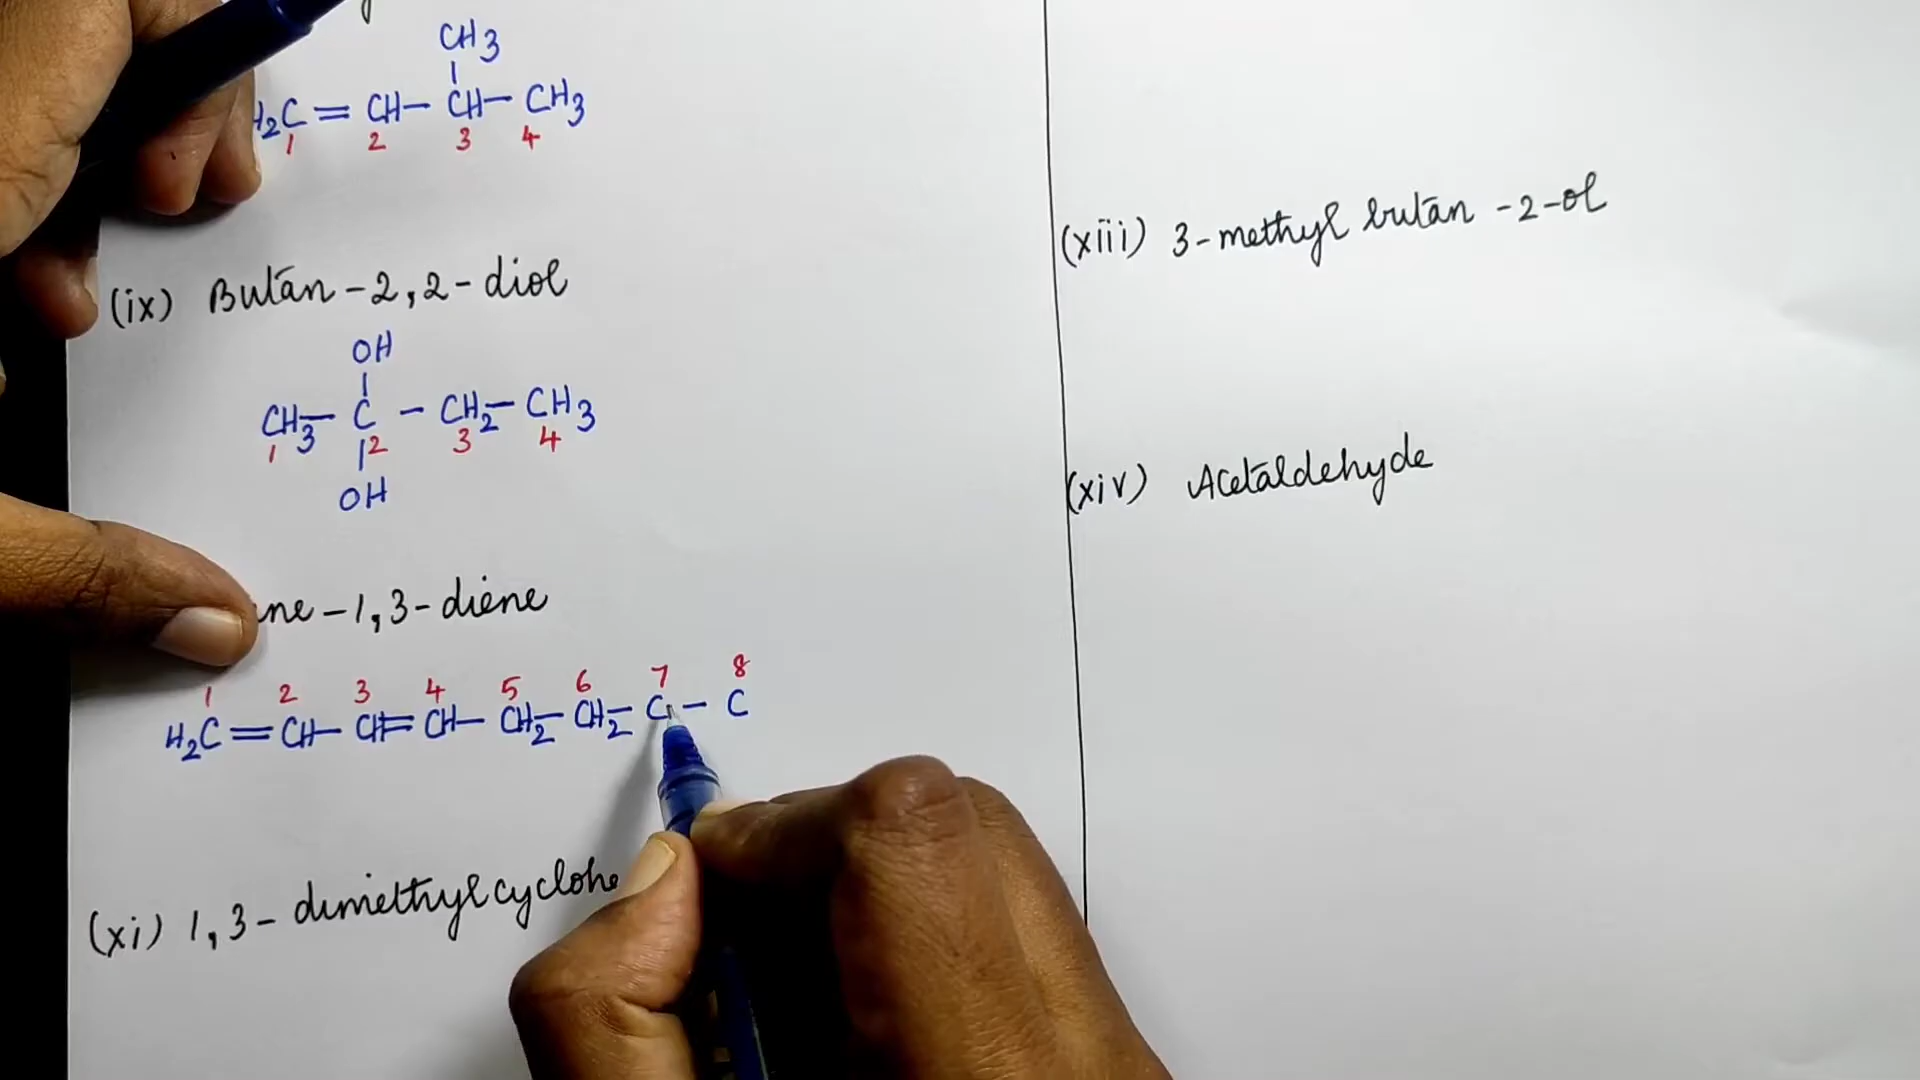 CH3
H2C = CH - CH - CH3
1 2 3 4
(ix) Butan - 2,2 - diol
OH
CH3 - C - CH2 - CH3
1 2 3 4
OH
ne - 1,3 - diene
1 2 3 4 5 6 7 8
H2C = CH - CH = CH - CH2 - CH2 - C - C
(xi) 1,3 - dimethylcyclohe
(xiii) 3 - methyl butan - 2 - ol
(xiv) Acetaldehyde